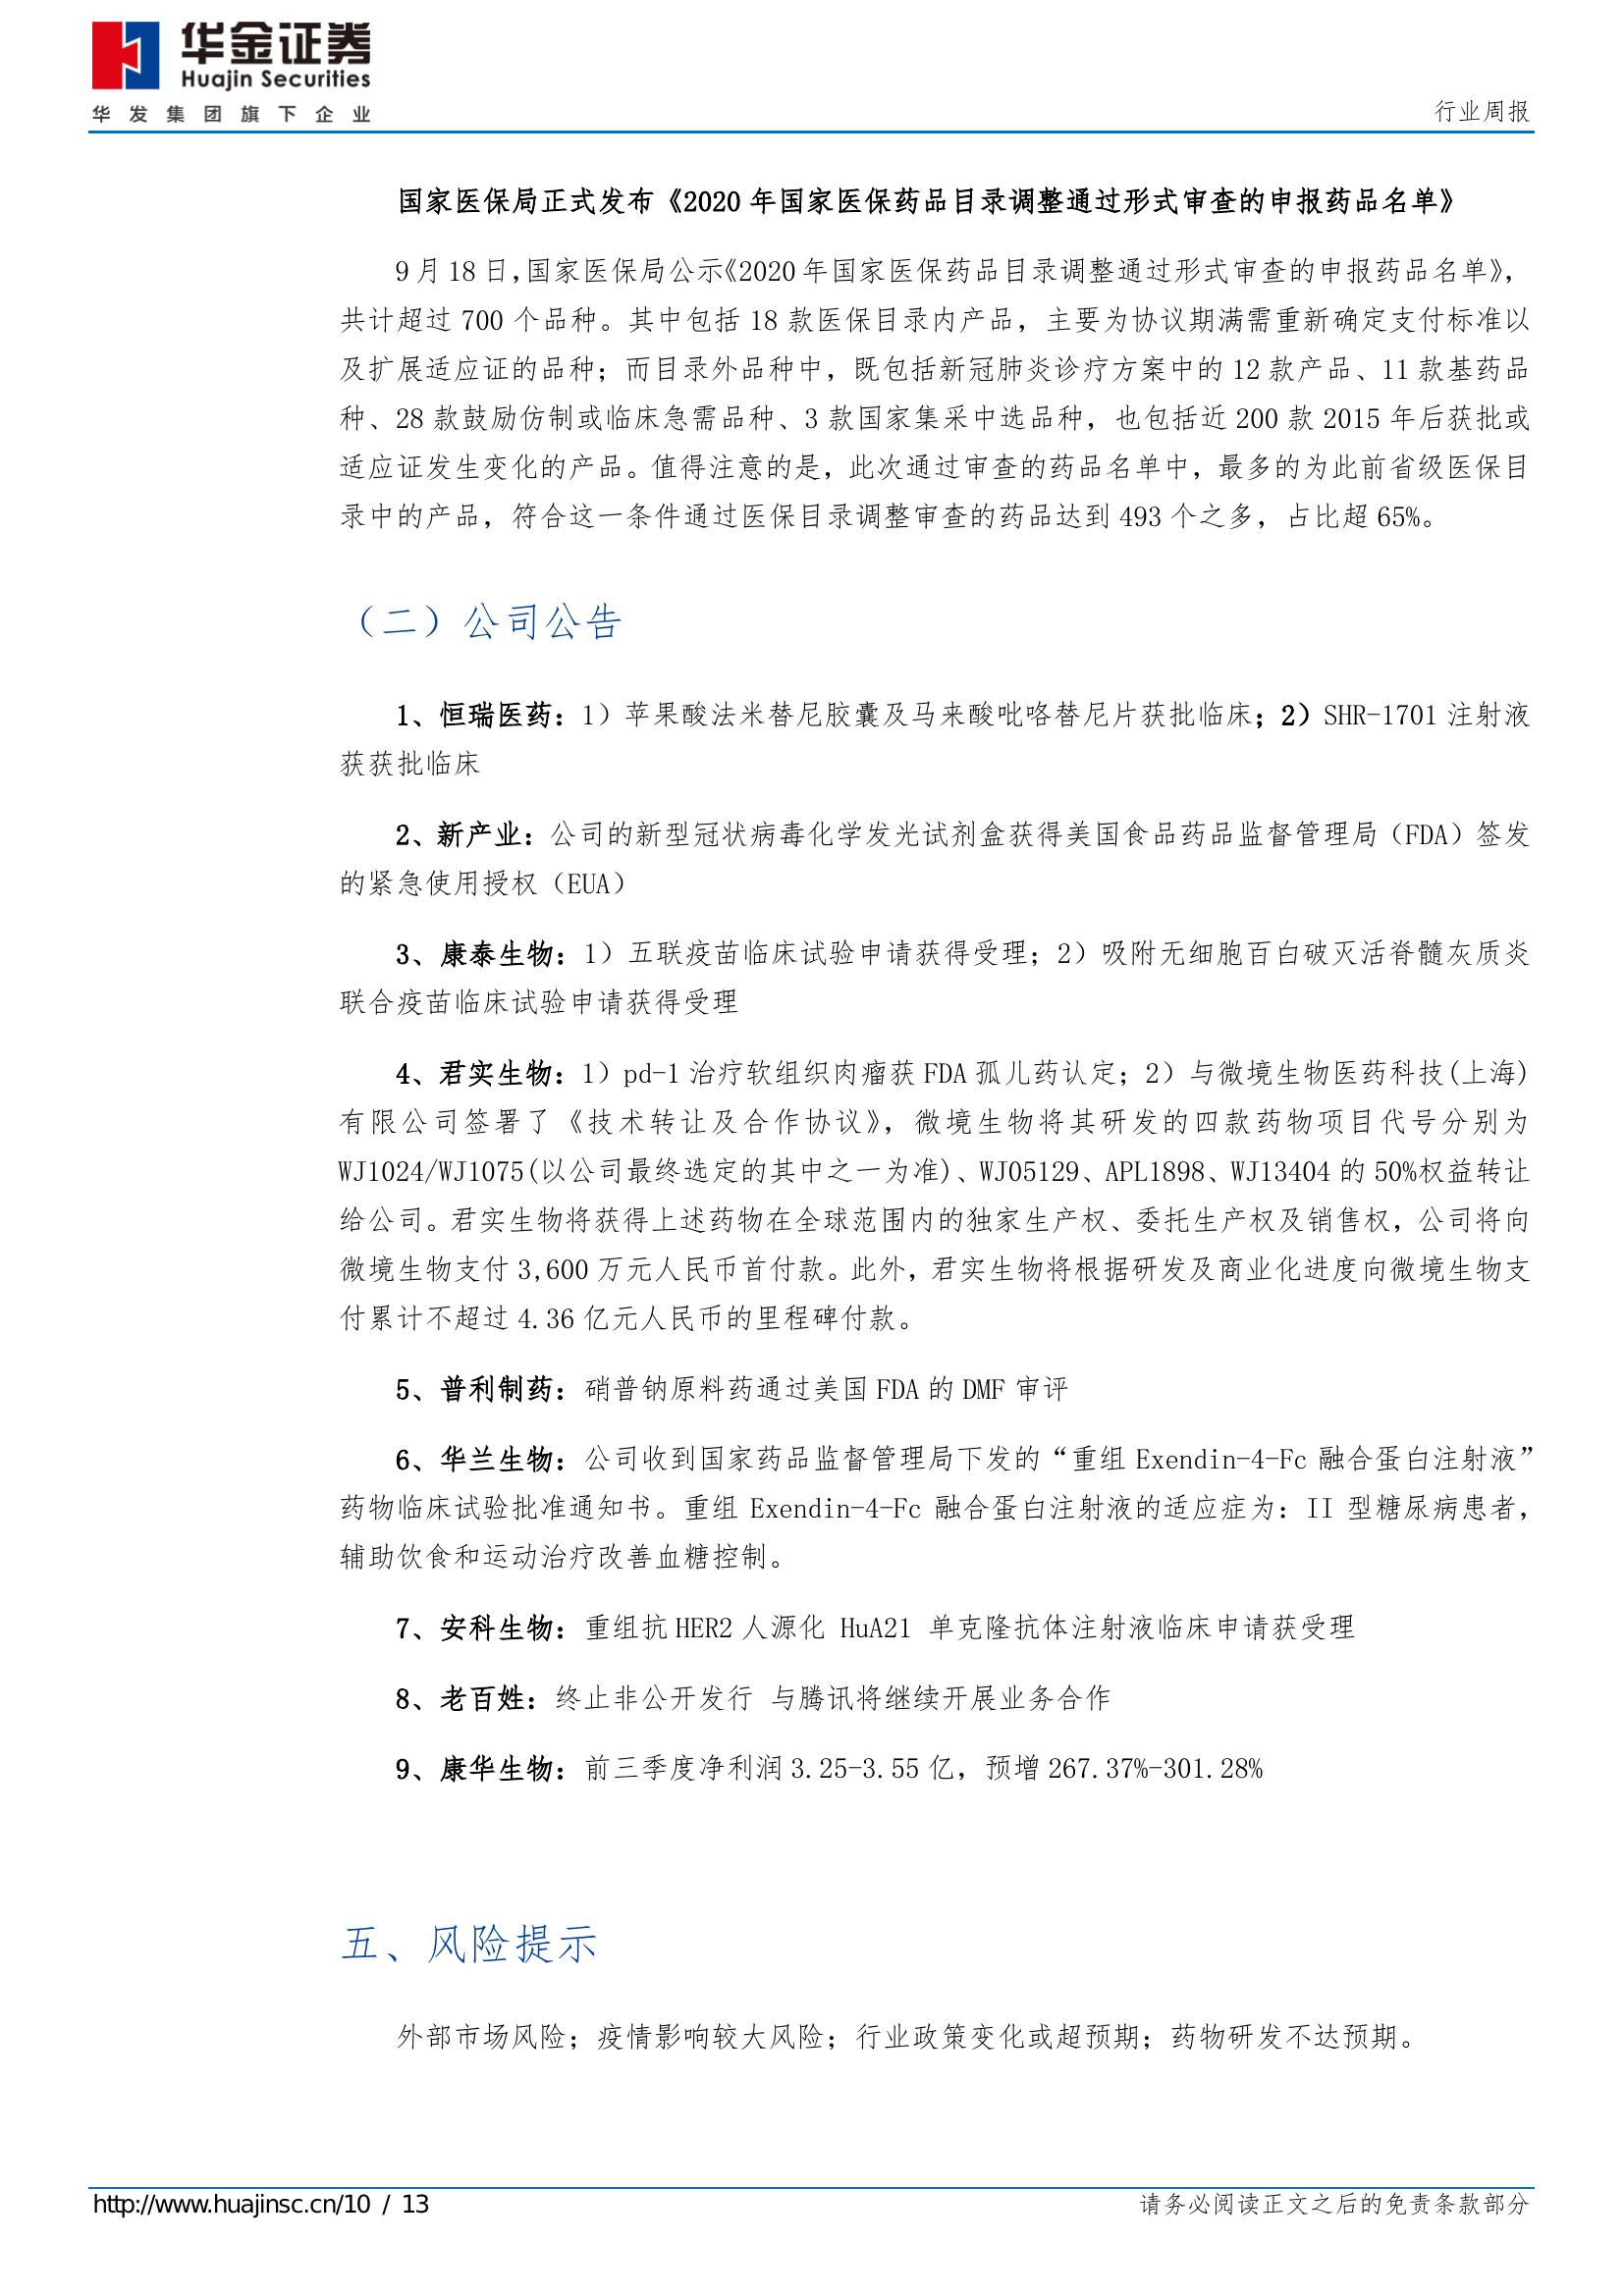 华金证券
Huajin Securities
华发集团旗下企业
行业周报
国家医保局正式发布《2020 年国家医保药品目录调整通过形式审查的申报药品名单》
9 月 18 日，国家医保局公示《2020 年国家医保药品目录调整通过形式审查的申报药品名单》，
共计超过 700 个品种。其中包括 18 款医保目录内产品，主要为协议期满需重新确定支付标准以
及扩展适应证的品种；而目录外品种中，既包括新冠肺炎诊疗方案中的 12 款产品、11 款基药品
种、28 款鼓励仿制或临床急需品种、3 款国家集采中选品种，也包括近 200 款 2015 年后获批或
适应证发生变化的产品。值得注意的是，此次通过审查的药品名单中，最多的为此前省级医保目
录中的产品，符合这一条件通过医保目录调整审查的药品达到 493 个之多，占比超 65%。
（二）公司公告
1、恒瑞医药：1）苹果酸法米替尼胶囊及马来酸吡咯替尼片获批临床；2）SHR-1701 注射液
获获批临床
2、新产业：公司的新型冠状病毒化学发光试剂盒获得美国食品药品监督管理局（FDA）签发
的紧急使用授权（EUA）
3、康泰生物：1）五联疫苗临床试验申请获得受理；2）吸附无细胞百白破灭活脊髓灰质炎
联合疫苗临床试验申请获得受理
4、君实生物：1）pd-1 治疗软组织肉瘤获 FDA 孤儿药认定；2）与微境生物医药科技(上海)
有限公司签署了《技术转让及合作协议》，微境生物将其研发的四款药物项目代号分别为
WJ1024/WJ1075(以公司最终选定的其中之一为准)、WJ05129、APL1898、WJ13404 的 50%权益转让
给公司。君实生物将获得上述药物在全球范围内的独家生产权、委托生产权及销售权，公司将向
微境生物支付 3,600 万元人民币首付款。此外，君实生物将根据研发及商业化进度向微境生物支
付累计不超过 4.36 亿元人民币的里程碑付款。
5、普利制药：硝普钠原料药通过美国 FDA 的 DMF 审评
6、华兰生物：公司收到国家药品监督管理局下发的“重组 Exendin-4-Fc 融合蛋白注射液”
药物临床试验批准通知书。重组 Exendin-4-Fc 融合蛋白注射液的适应症为：II 型糖尿病患者，
辅助饮食和运动治疗改善血糖控制。
7、安科生物：重组抗 HER2 人源化 HuA21 单克隆抗体注射液临床申请获受理
8、老百姓：终止非公开发行 与腾讯将继续开展业务合作
9、康华生物：前三季度净利润 3.25-3.55 亿，预增 267.37%-301.28%
五、风险提示
外部市场风险；疫情影响较大风险；行业政策变化或超预期；药物研发不达预期。
http://www.huajinsc.cn/10 / 13
请务必阅读正文之后的免责条款部分